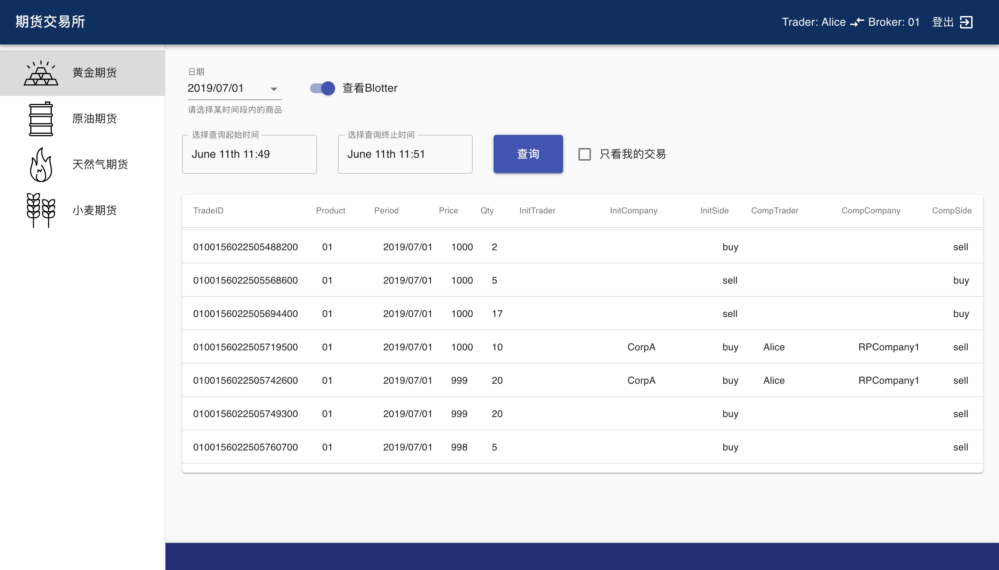 期货交易所
Trader: Alice Broker: 01 登出
黄金期货
原油期货
天然气期货
小麦期货
日期
2019/07/01 查看Blotter
请选择某时间段内的商品
选择查询起始时间 选择查询终止时间
June 11th 11:49 June 11th 11:51 查询 只看我的交易
TradeID Product Period Price Qty InitTrader InitCompany InitSide CompTrader CompCompany CompSide
0100156022505488200 01 2019/07/01 1000 2 buy sell
0100156022505568600 01 2019/07/01 1000 5 sell buy
0100156022505694400 01 2019/07/01 1000 17 sell buy
0100156022505719500 01 2019/07/01 1000 10 CorpA buy Alice RPCompany1 sell
0100156022505742600 01 2019/07/01 999 20 CorpA buy Alice RPCompany1 sell
0100156022505749300 01 2019/07/01 999 20 buy sell
0100156022505760700 01 2019/07/01 998 5 buy sell